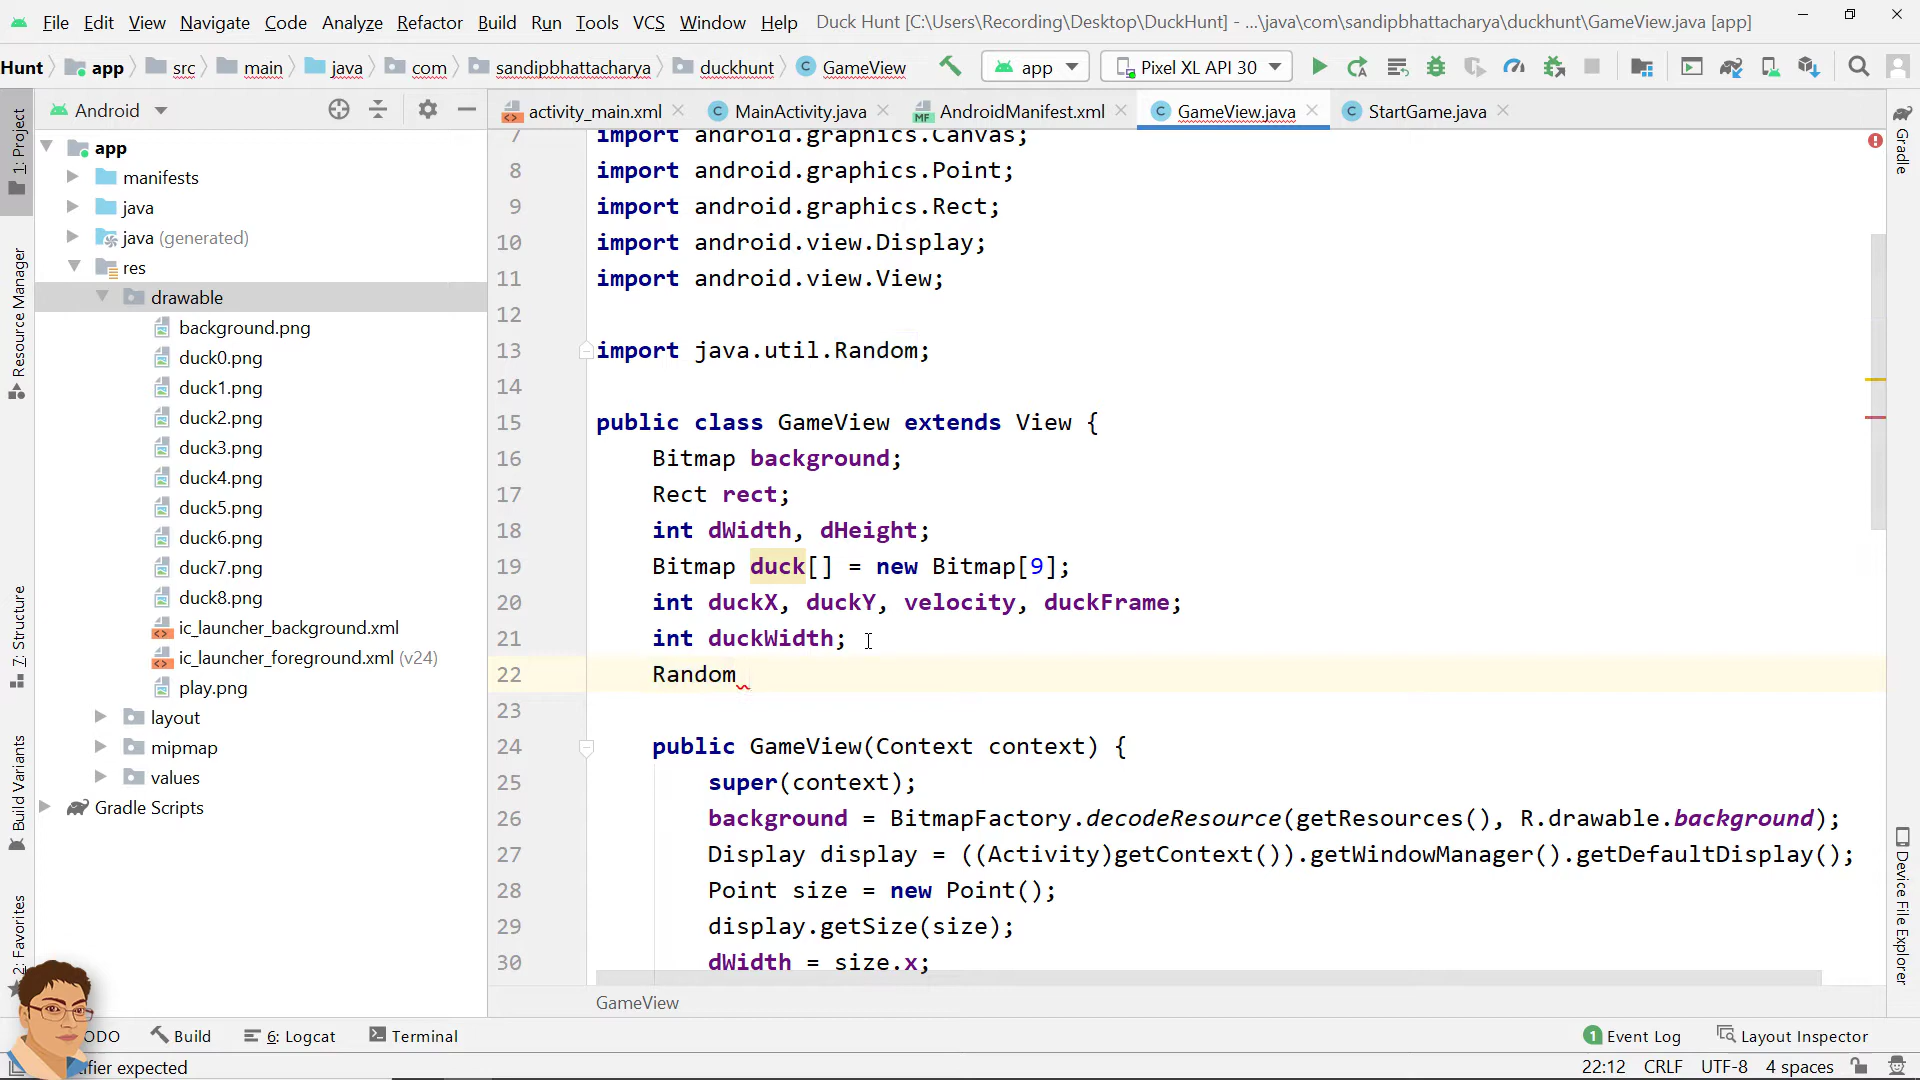 File Edit View Navigate Code Analyze Refactor Build Run Tools VCS Window Help Duck Hunt [C:\Users\Recording\Desktop\DuckHunt] - ...\java\com\sandipbhattacharya\duckhunt\GameView.java [app]
Hunt app src main java com sandipbhattacharya duckhunt GameView app Pixel XL API 30
Android
activity_main.xml MainActivity.java AndroidManifest.xml GameView.java StartGame.java
1: Project
Resource Manager
7: Structure
Build Variants
2: Favorites
app
manifests
java
java (generated)
res
drawable
background.png
duck0.png
duck1.png
duck2.png
duck3.png
duck4.png
duck5.png
duck6.png
duck7.png
duck8.png
ic_launcher_background.xml
ic_launcher_foreground.xml (v24)
play.png
layout
mipmap
values
Gradle Scripts
7 import android.graphics.Canvas;
8 import android.graphics.Point;
9 import android.graphics.Rect;
10 import android.view.Display;
11 import android.view.View;
12
13 import java.util.Random;
14
15 public class GameView extends View {
16 Bitmap background;
17 Rect rect;
18 int dWidth, dHeight;
19 Bitmap duck[] = new Bitmap[9];
20 int duckX, duckY, velocity, duckFrame;
21 int duckWidth;
22 Random
23
24 public GameView(Context context) {
25 super(context);
26 background = BitmapFactory.decodeResource(getResources(), R.drawable.background);
27 Display display = ((Activity)getContext()).getWindowManager().getDefaultDisplay();
28 Point size = new Point();
29 display.getSize(size);
30 dWidth = size.x;
GameView
Gradle
Device File Explorer
ODO Build 6: Logcat Terminal 1 Event Log Layout Inspector
ifier expected 22:12 CRLF UTF-8 4 spaces